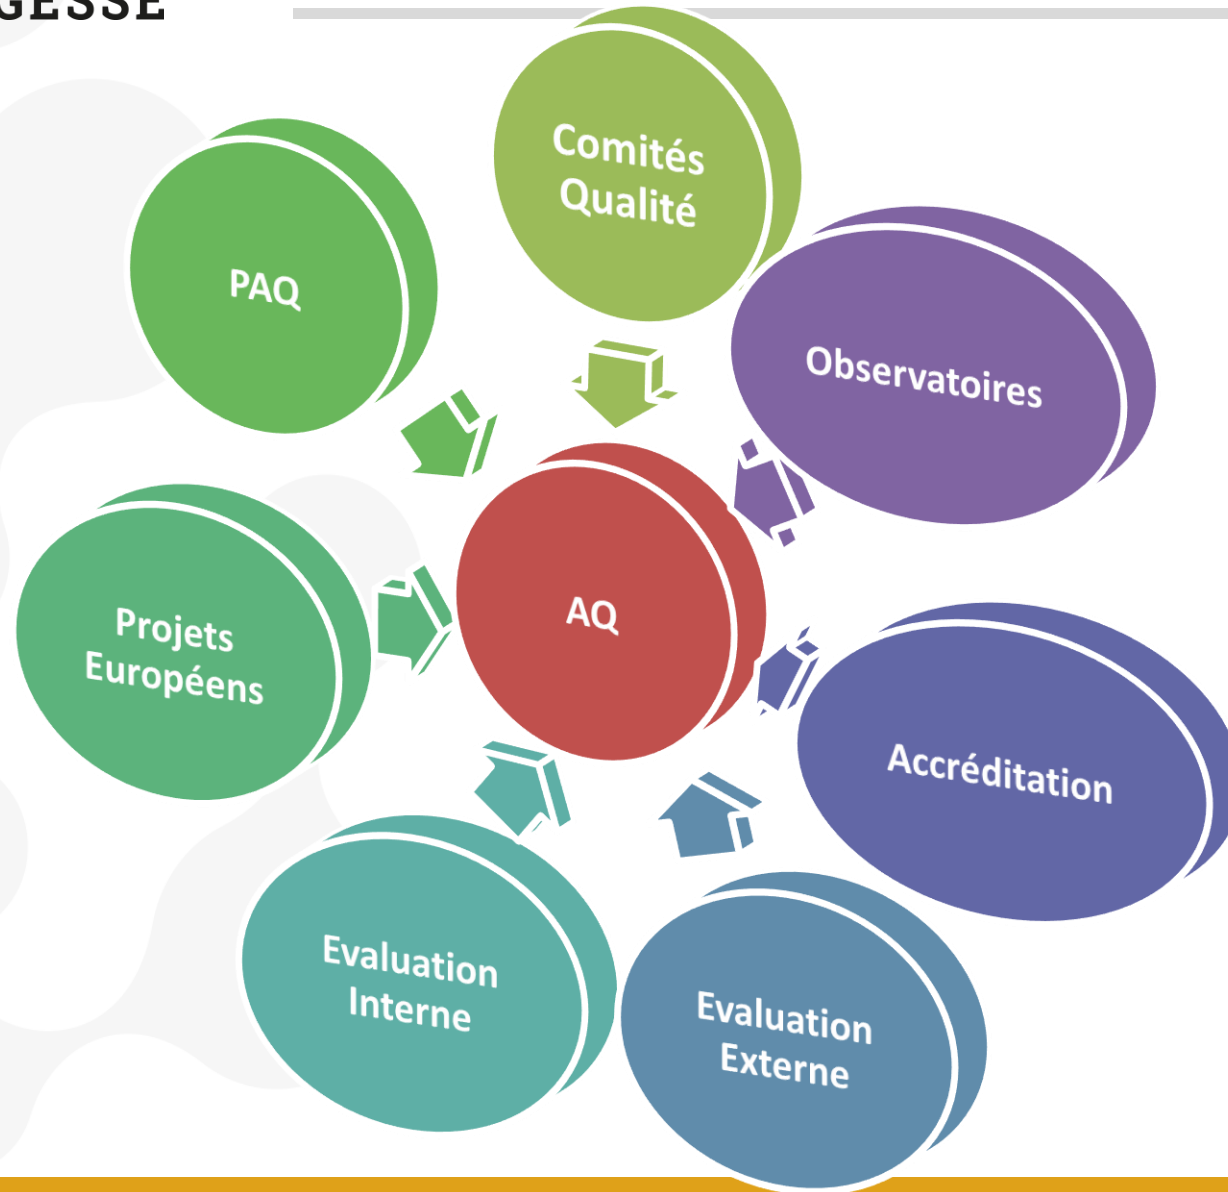 GESSE
Comités
Qualité
PAQ
Observatoires
AQ
Projets
Européens
Accréditation
Evaluation
Interne
Evaluation
Externe